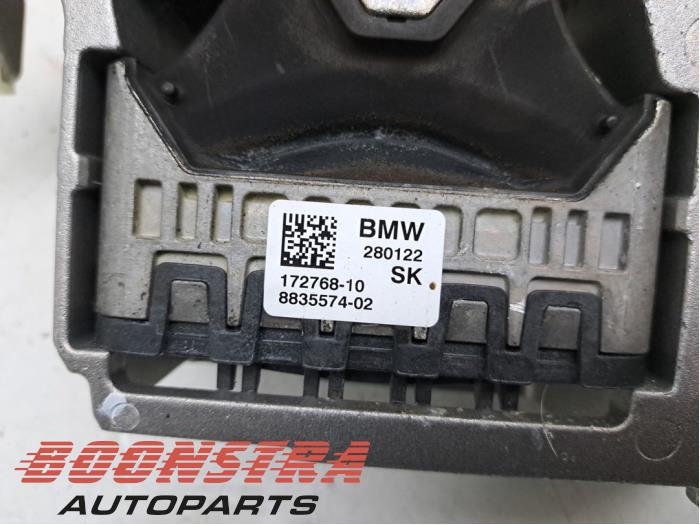 BMW
280122
SK
172768-10
8835574-02
BOONSTRA
AUTOPARTS